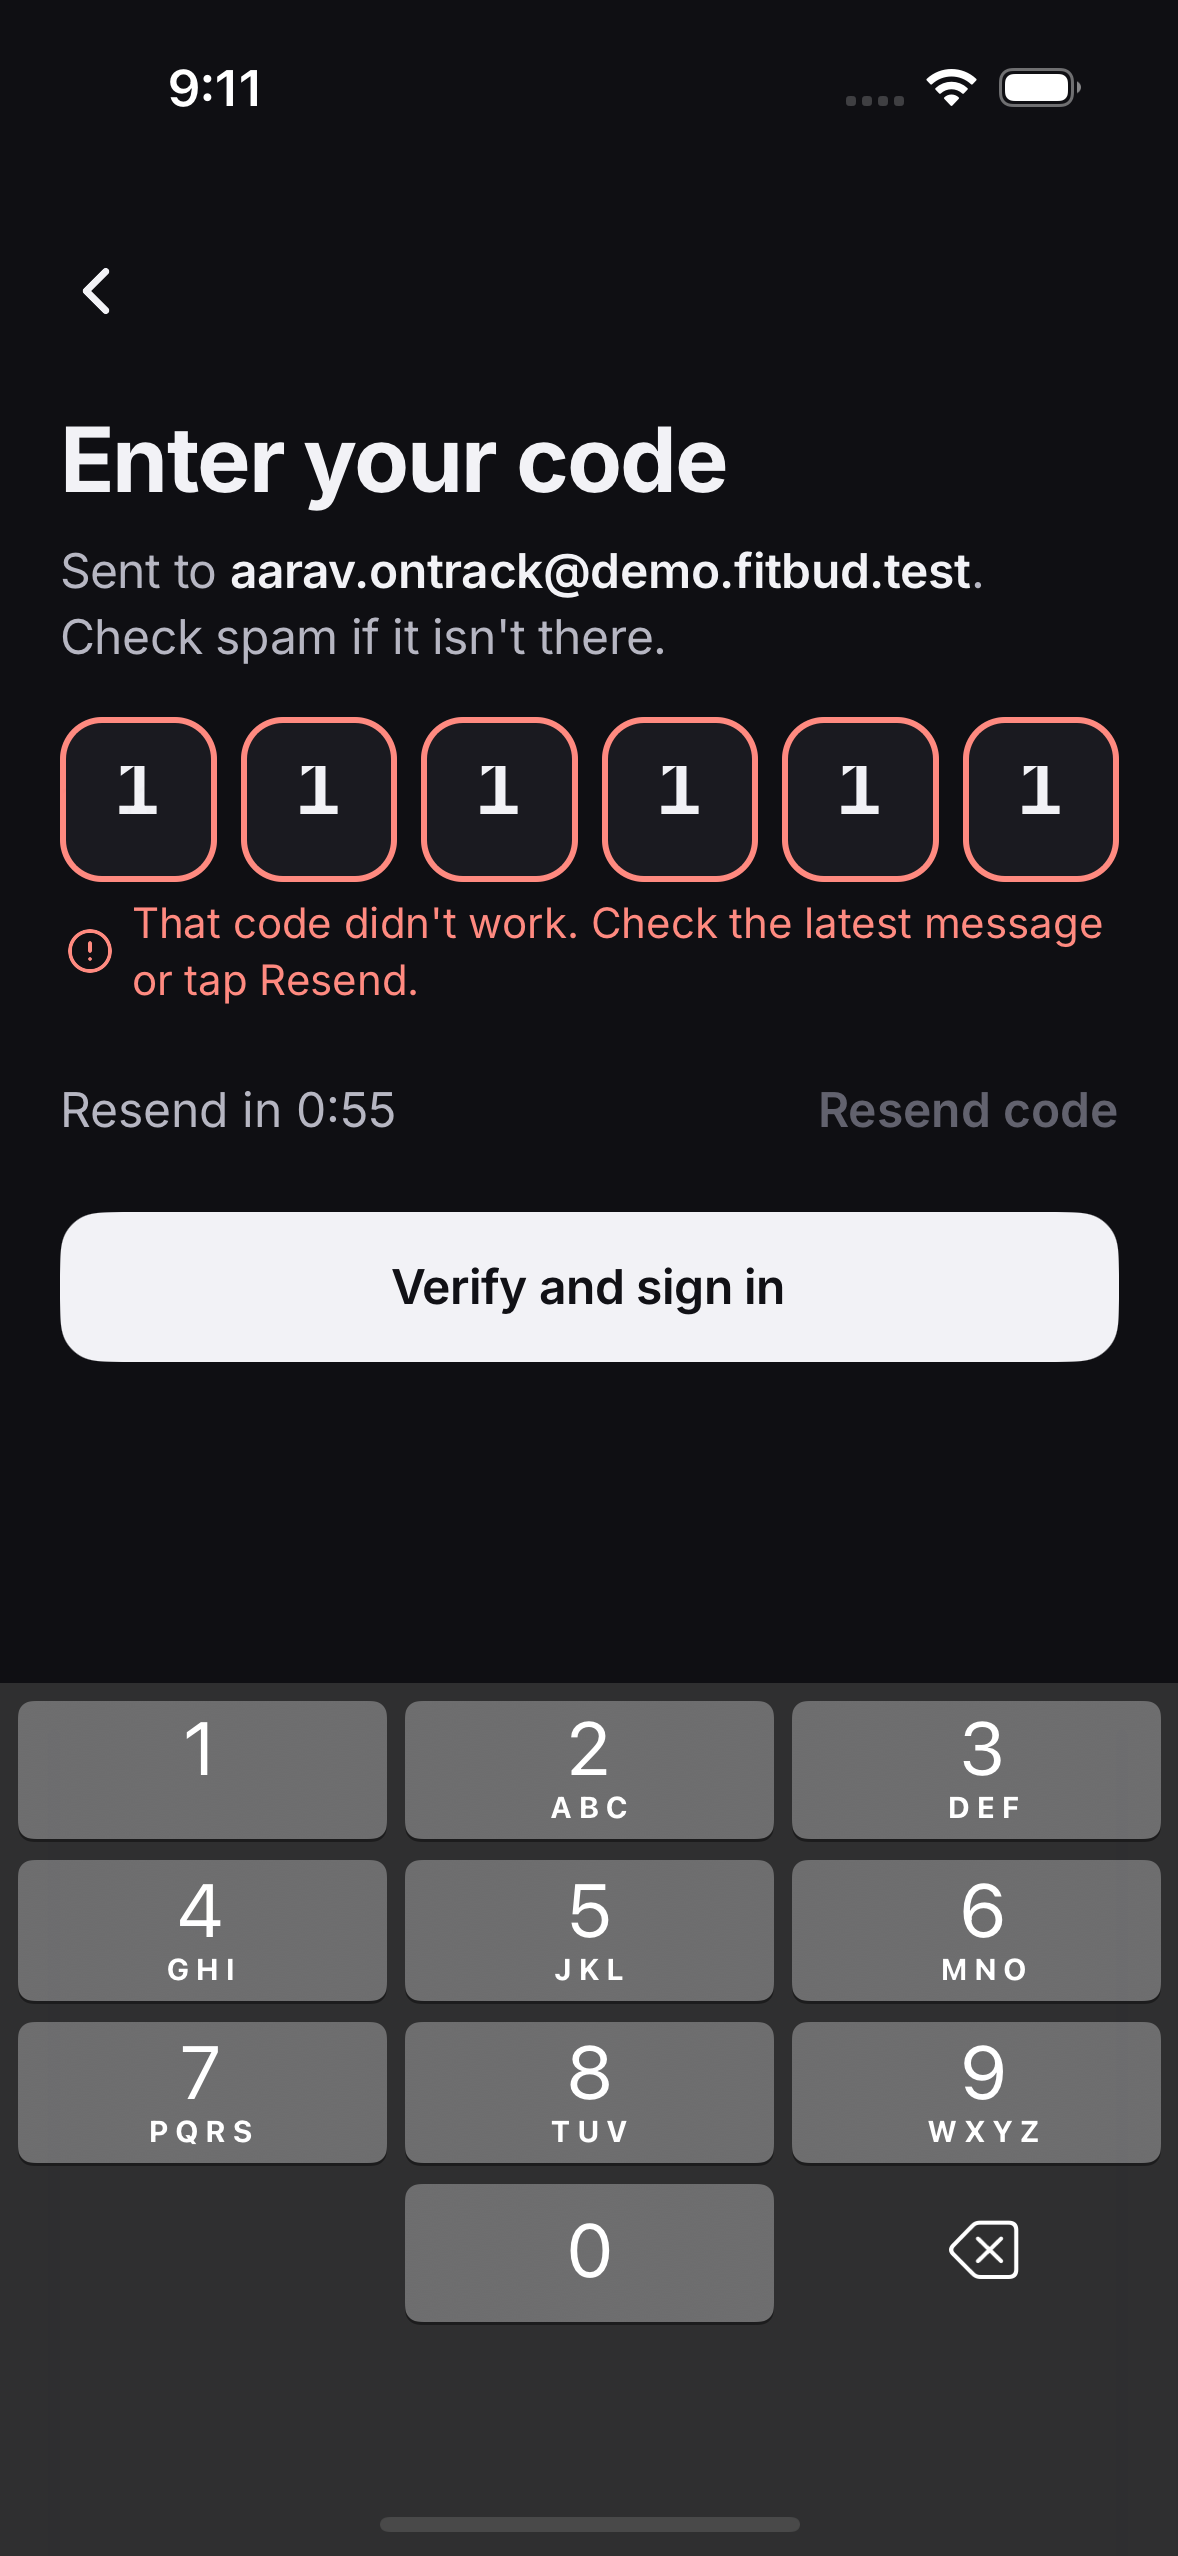 9:11
Enter your code
Sent to aarav.ontrack@demo.fitbud.test.
Check spam if it isn't there.
1 1 1 1 1 1
That code didn't work. Check the latest message
or tap Resend.
Resend in 0:55 Resend code
Verify and sign in
1 2 3
ABC DEF
4 5 6
GHI JKL MNO
7 8 9
PQRS TUV WXYZ
0